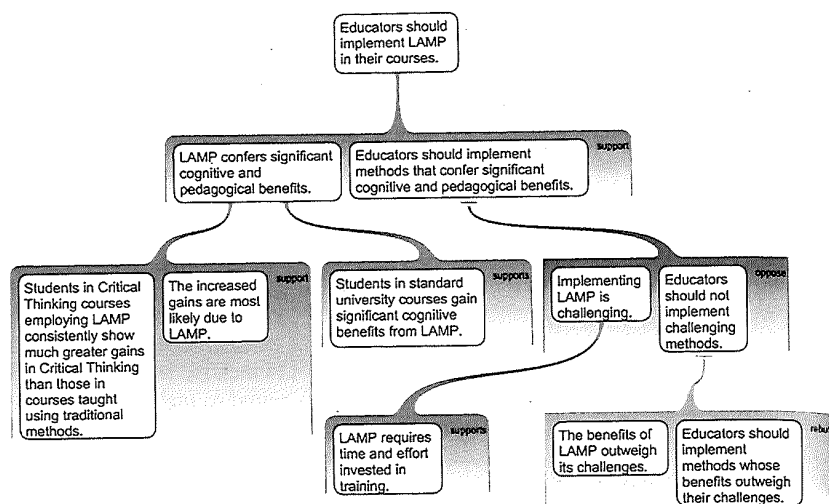 Educators should
implement LAMP
in their courses.
LAMP confers significant
cognitive and
pedagogical benefits.
Educators should implement
methods that confer significant
cognitive and pedagogical benefits.
support
Students in Critical
Thinking courses
employing LAMP
consistently show
much greater gains
in Critical Thinking
than those in
courses taught
using traditional
methods.
The increased
gains are most
likely due to
LAMP.
support
Students in standard
university courses gain
significant cognitive
benefits from LAMP.
supports
Implementing
LAMP is
challenging.
Educators
should not
implement
challenging
methods.
oppose
LAMP requires
time and effort
invested in
training.
supports
The benefits of
LAMP outweigh
its challenges.
Educators should
implement
methods whose
benefits outweigh
their challenges.